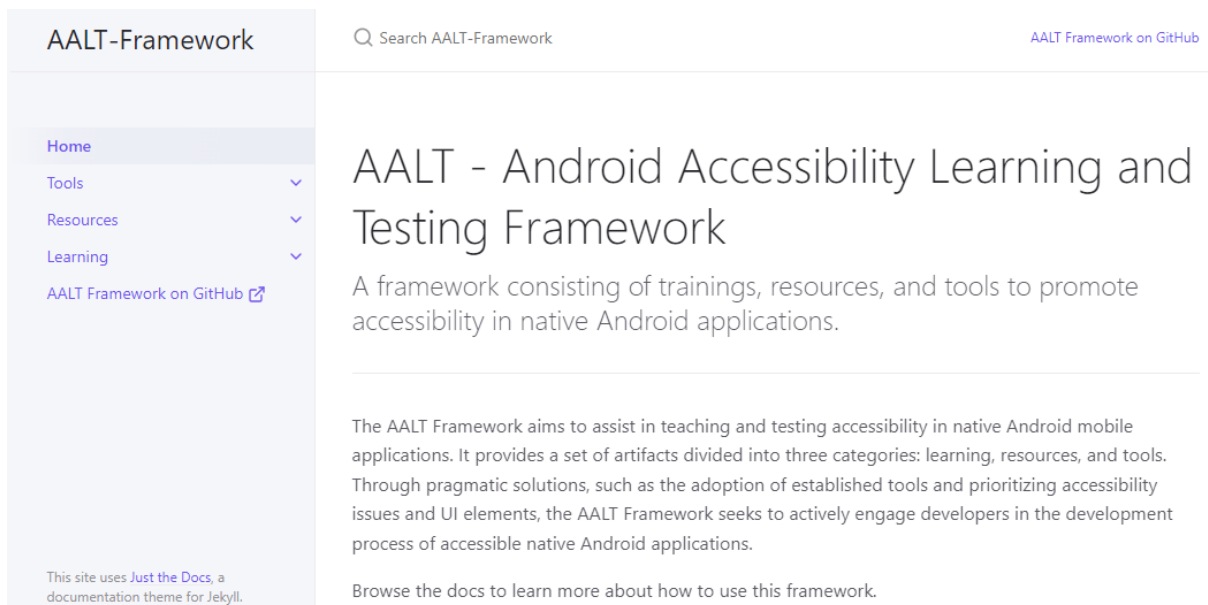 AALT-Framework
Search AALT-Framework
AALT Framework on GitHub
Home
Tools
Resources
Learning
AALT Framework on GitHub
This site uses Just the Docs, a
documentation theme for Jekyll.
AALT - Android Accessibility Learning and
Testing Framework
A framework consisting of trainings, resources, and tools to promote
accessibility in native Android applications.
The AALT Framework aims to assist in teaching and testing accessibility in native Android mobile
applications. It provides a set of artifacts divided into three categories: learning, resources, and tools.
Through pragmatic solutions, such as the adoption of established tools and prioritizing accessibility
issues and UI elements, the AALT Framework seeks to actively engage developers in the development
process of accessible native Android applications.
Browse the docs to learn more about how to use this framework.